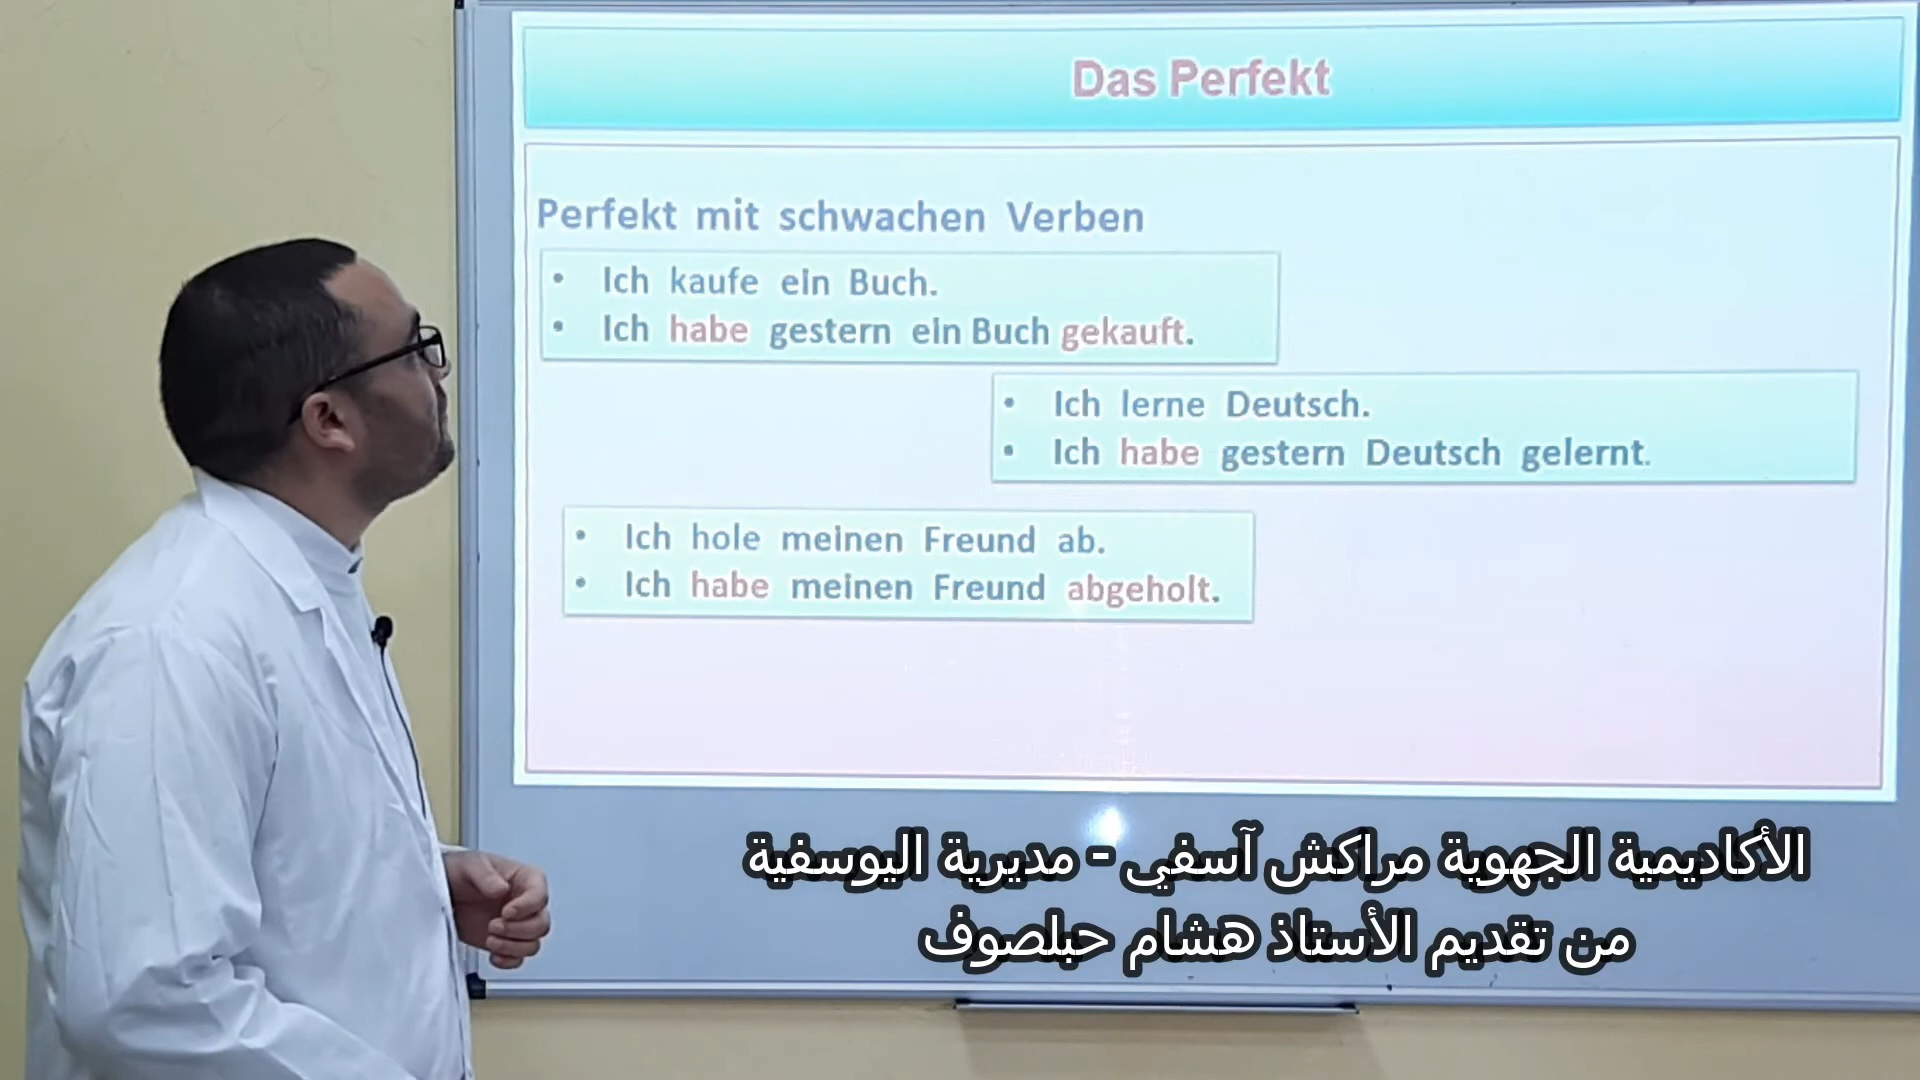 Das Perfekt
Perfekt mit schwachen Verben
• Ich kaufe ein Buch.
• Ich habe gestern ein Buch gekauft.
• Ich lerne Deutsch.
• Ich habe gestern Deutsch gelernt.
• Ich hole meinen Freund ab.
• Ich habe meinen Freund abgeholt.
الأكاديمية الجهوية مراكش آسفي - مديرية اليوسفية
من تقديم الأستاذ هشام حبلصوف